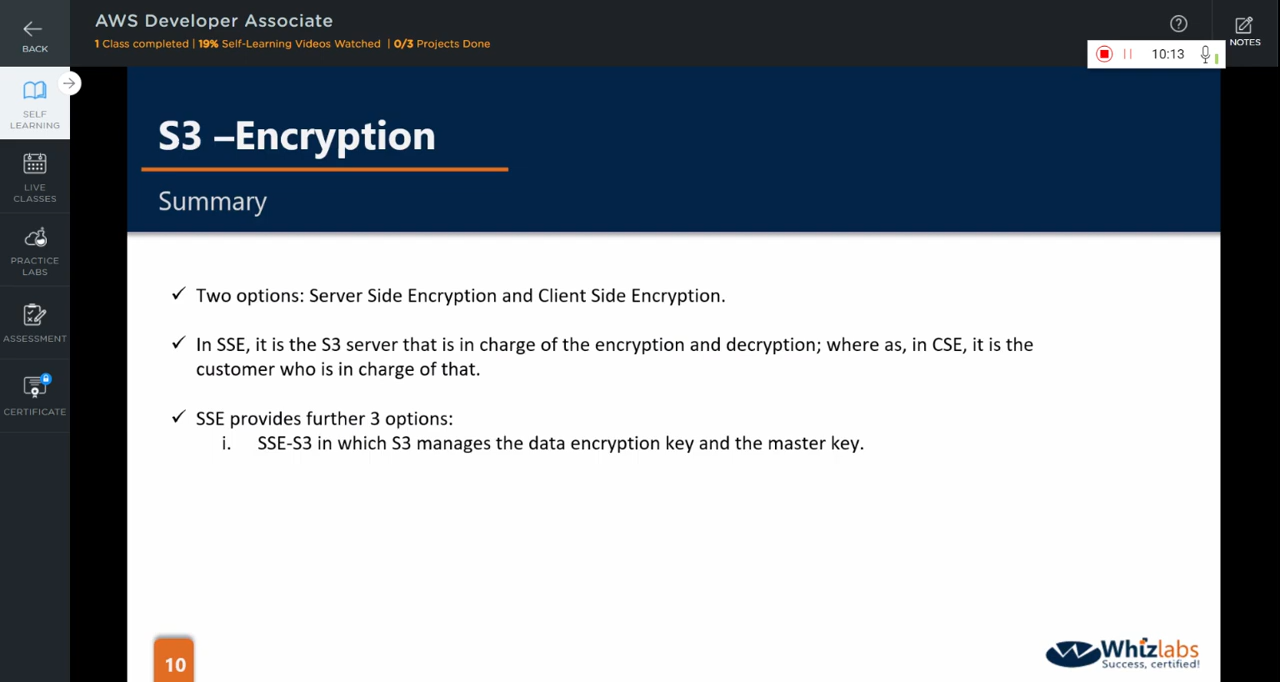 BACK
AWS Developer Associate
1 Class completed | 19% Self-Learning Videos Watched | 0/3 Projects Done
NOTES
10:13
SELF
LEARNING
LIVE
CLASSES
PRACTICE
LABS
ASSESSMENT
CERTIFICATE
S3 –Encryption
Summary
✓ Two options: Server Side Encryption and Client Side Encryption.
✓ In SSE, it is the S3 server that is in charge of the encryption and decryption; where as, in CSE, it is the
customer who is in charge of that.
✓ SSE provides further 3 options:
i. SSE-S3 in which S3 manages the data encryption key and the master key.
10
Whizlabs
Success, certified!